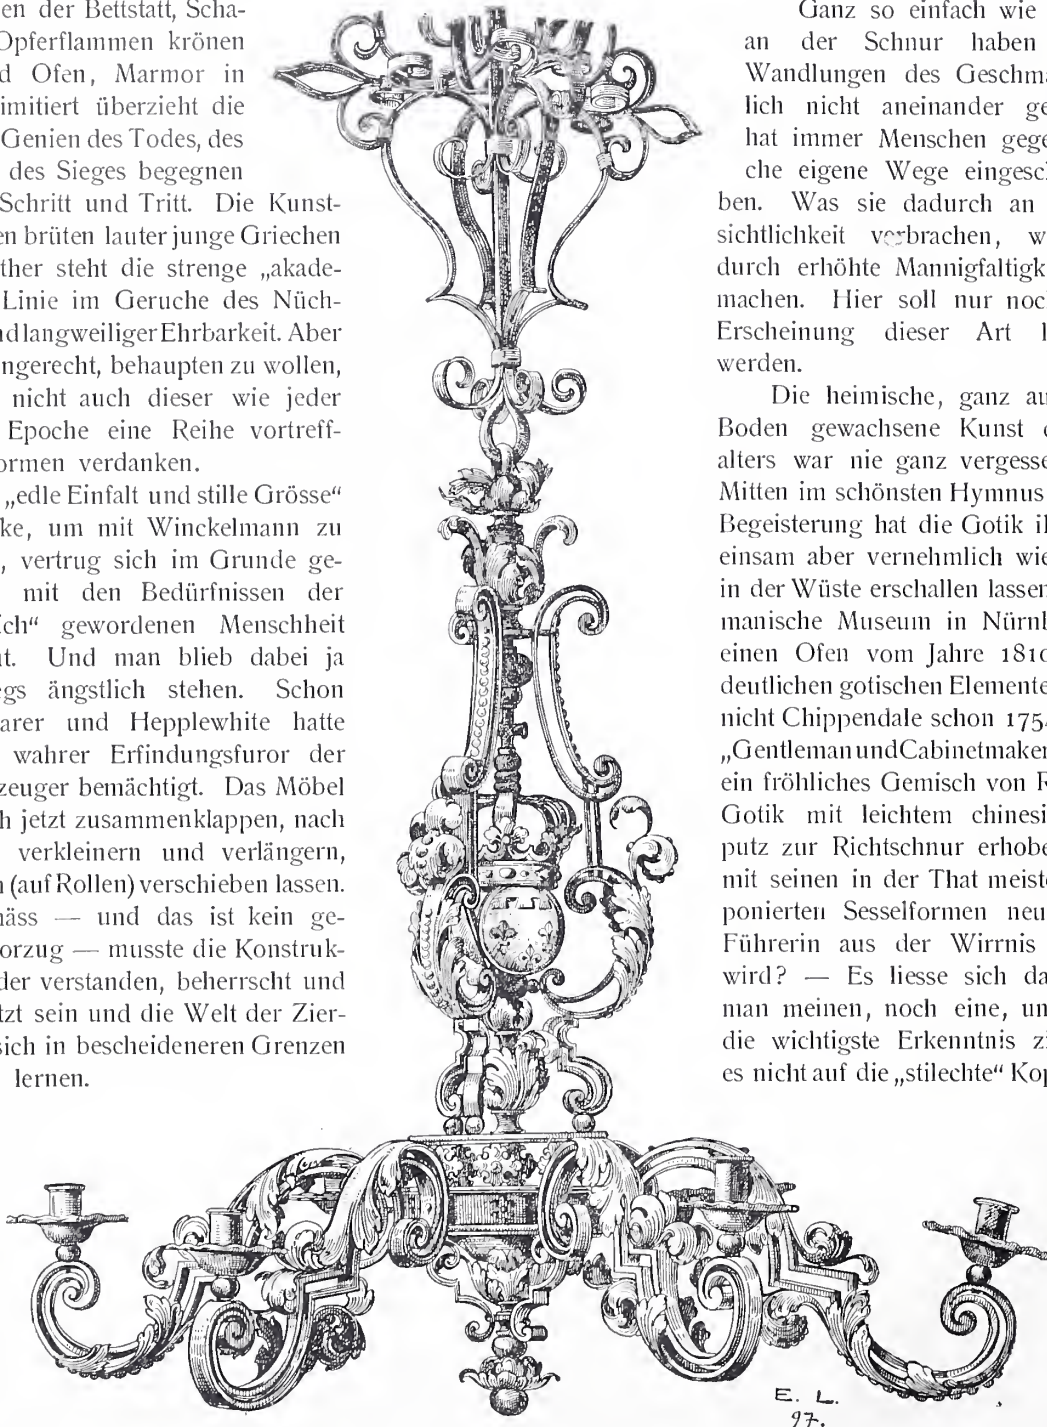 en der Bettstatt, Scha-
Opferflammen krönen
d Ofen, Marmor in
imitiert überzieht die
Genien des Todes, des
des Sieges begegnen
Schritt und Tritt. Die Kunst-
en brüten lauter junge Griechen
ther steht die strenge „akade-
Linie im Geruche des Nüch-
nd langweiliger Ehrbarkeit. Aber
ngerecht, behaupten zu wollen,
nicht auch dieser wie jeder
Epoche eine Reihe vortreff-
ormen verdanken.
„edle Einfalt und stille Grösse“
ke, um mit Winckelmann zu
, vertrug sich im Grunde ge-
mit den Bedürfnissen der
ich“ gewordenen Menschheit
t. Und man blieb dabei ja
egs ängstlich stehen. Schon
arer und Hepplewhite hatte
wahrer Erfindungsfuror der
zeuger bemächtigt. Das Möbel
h jetzt zusammenklappen, nach
verkleinern und verlängern,
n (auf Rollen) verschieben lassen.
näss — und das ist kein ge-
orzug — musste die Konstruk-
der verstanden, beherrscht und
tzt sein und die Welt der Zier-
sich in bescheideneren Grenzen
lernen.
Ganz so einfach wie
an der Schnur haben
Wandlungen des Geschma
lich nicht aneinander ge
hat immer Menschen gege
che eigene Wege eingesc
ben. Was sie dadurch an
sichtlichkeit verbrachen, w
durch erhöhte Mannigfaltigk
machen. Hier soll nur noch
Erscheinung dieser Art
werden.
Die heimische, ganz au
Boden gewachsene Kunst
alters war nie ganz vergesse
Mitten im schönsten Hymnus
Begeisterung hat die Gotik ih
einsam aber vernehmlich wie
in der Wüste erschallen lassen
manische Museum in Nürnb
einen Ofen vom Jahre 1810
deutlichen gotischen Elemente
nicht Chippendale schon 1754
„Gentleman und Cabinetmaker
ein fröhliches Gemisch von R
Gotik mit leichtem chinesi
putz zur Richtschnur erhobe
mit seinen in der That meiste
ponierten Sesselformen neu
Führerin aus der Wirrnis
wird? — Es liesse sich da
man meinen, noch eine, un
die wichtigste Erkenntnis zi
es nicht auf die „stilechte“ Kop
E. L.
97.